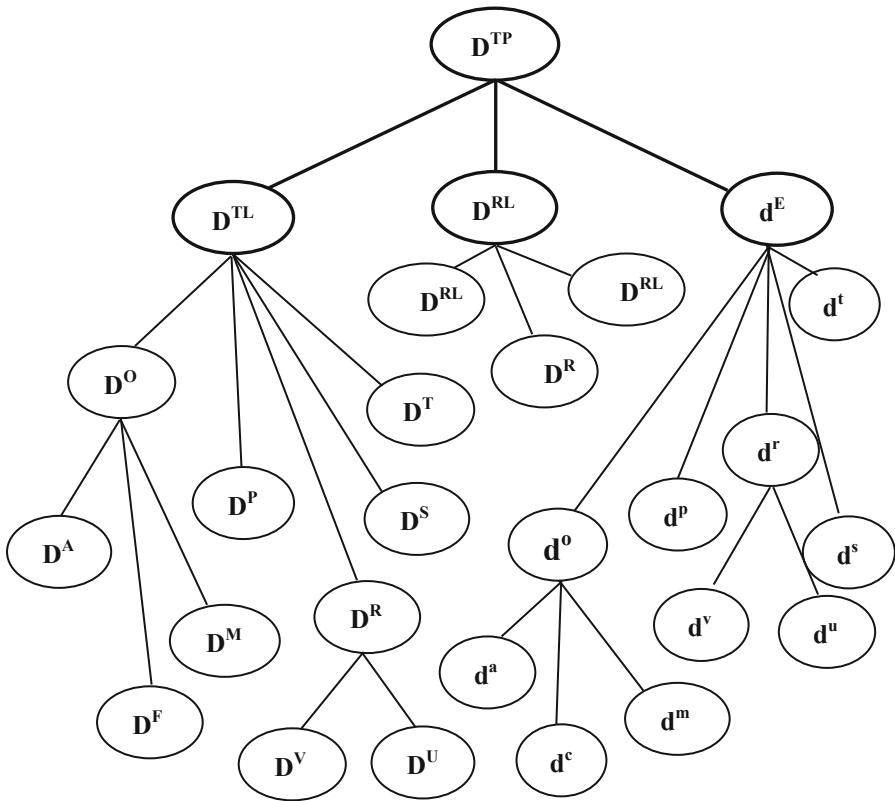 D^TP
D^TL
D^RL
d^E
D^RL
D^RL
d^t
D^R
D^O
D^T
d^r
D^P
D^S
d^p
d^o
d^s
D^A
D^R
D^M
d^v
d^u
d^a
D^F
d^m
D^V
D^U
d^c